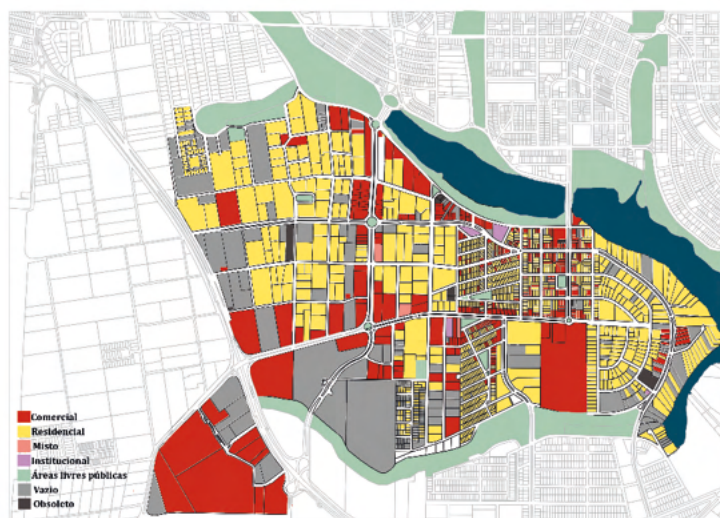 Comercial
Residencial
Misto
Institucional
Áreas livres públicas
Vazio
Obsoleto